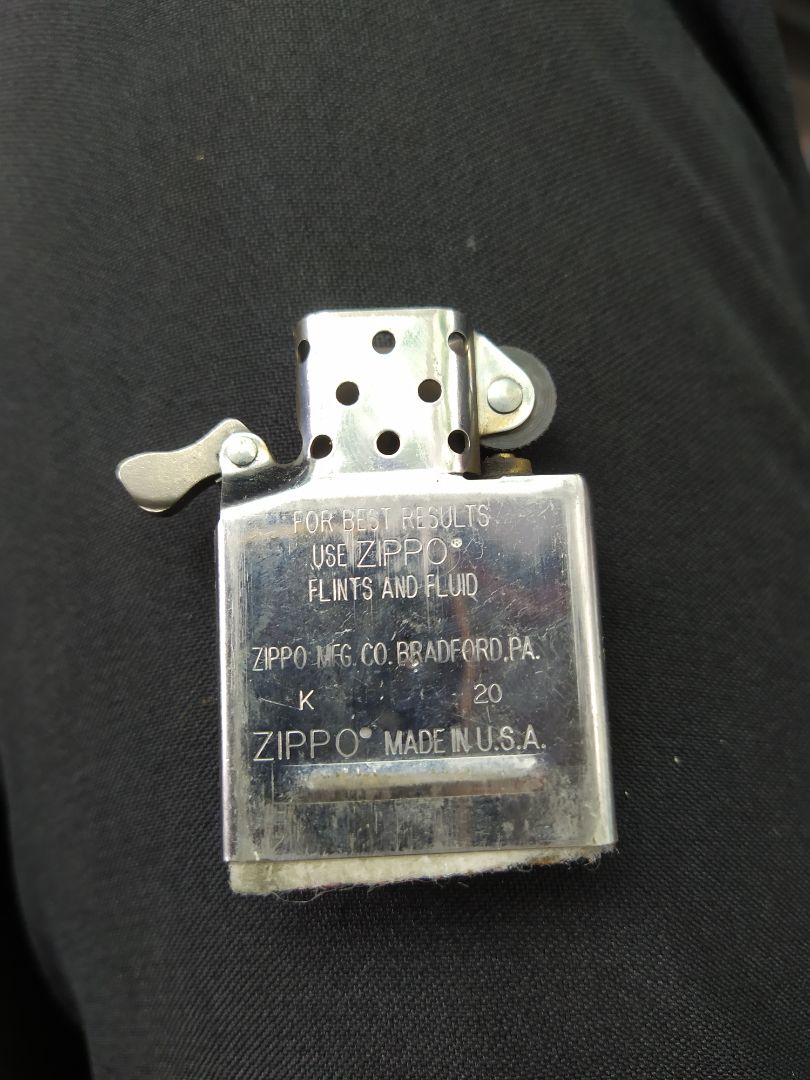 FOR BEST RESULTS
USE ZIPPO®
FLINTS AND FLUID
ZIPPO MFG. CO. BRADFORD, PA.
K 20
ZIPPO® MADE IN U.S.A.